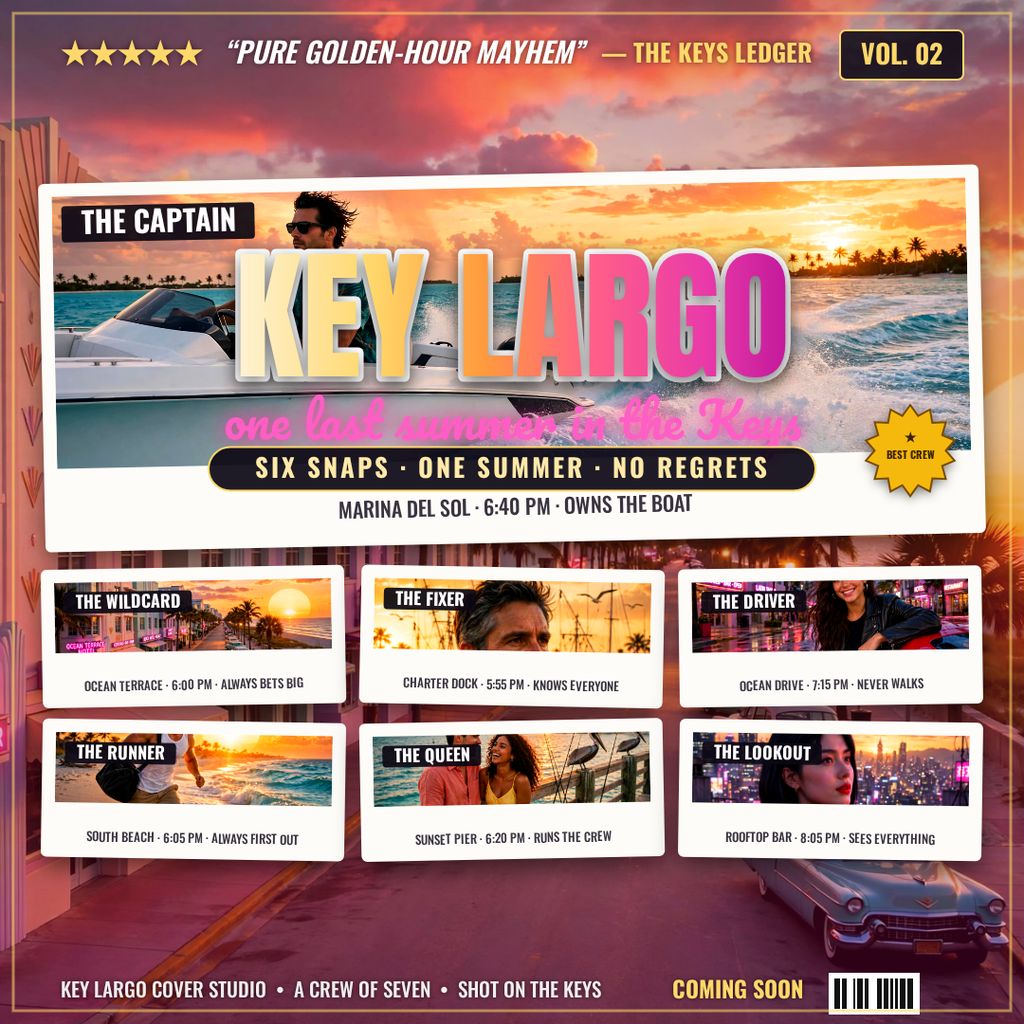 ★★★★★ “PURE GOLDEN-HOUR MAYHEM” — THE KEYS LEDGER
VOL. 02
THE CAPTAIN
KEY LARGO
one last summer in the Keys
SIX SNAPS · ONE SUMMER · NO REGRETS
★
BEST CREW
MARINA DEL SOL · 6:40 PM · OWNS THE BOAT
THE WILDCARD
OCEAN TERRACE
HOTEL
OCEAN TERRACE · 6:00 PM · ALWAYS BETS BIG
THE FIXER
CHARTER DOCK · 5:55 PM · KNOWS EVERYONE
THE DRIVER
OCEAN DRIVE · 7:15 PM · NEVER WALKS
THE RUNNER
SOUTH BEACH · 6:05 PM · ALWAYS FIRST OUT
THE QUEEN
SUNSET PIER · 6:20 PM · RUNS THE CREW
THE LOOKOUT
ROOFTOP BAR · 8:05 PM · SEES EVERYTHING
KEY LARGO COVER STUDIO • A CREW OF SEVEN • SHOT ON THE KEYS
COMING SOON